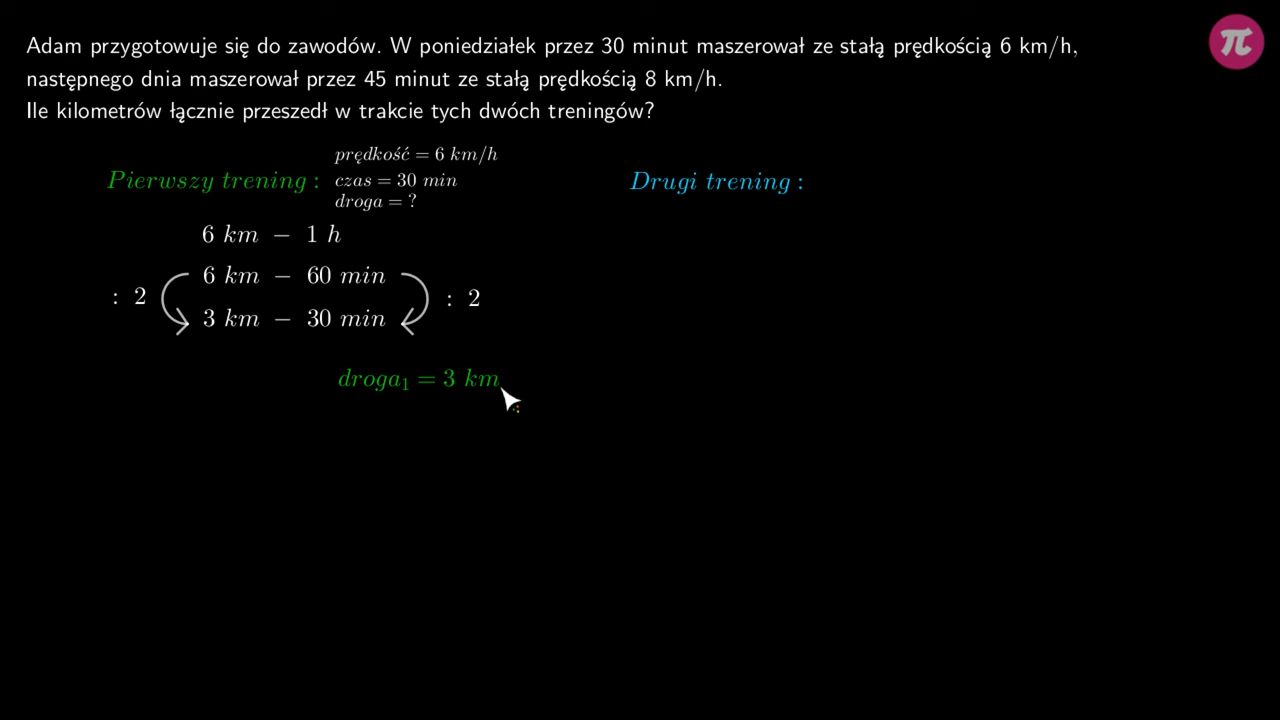 Adam przygotowuje się do zawodów. W poniedziałek przez 30 minut maszerował ze stałą prędkością 6 km/h,
następnego dnia maszerował przez 45 minut ze stałą prędkością 8 km/h.
Ile kilometrów łącznie przeszedł w trakcie tych dwóch treningów?
π
Pierwszy trening :
prędkość = 6 km/h
czas = 30 min
droga = ?
6 km − 1 h
6 km − 60 min
: 2
: 2
3 km − 30 min
droga₁ = 3 km
Drugi trening :